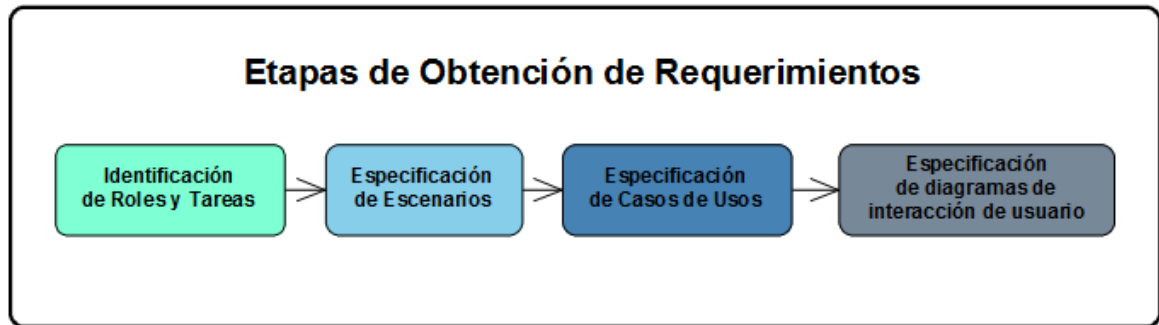 Etapas de Obtención de Requerimientos
Identificación
de Roles y Tareas
Especificación
de Escenarios
Especificación
de Casos de Usos
Especificación
de diagramas de
interacción de usuario